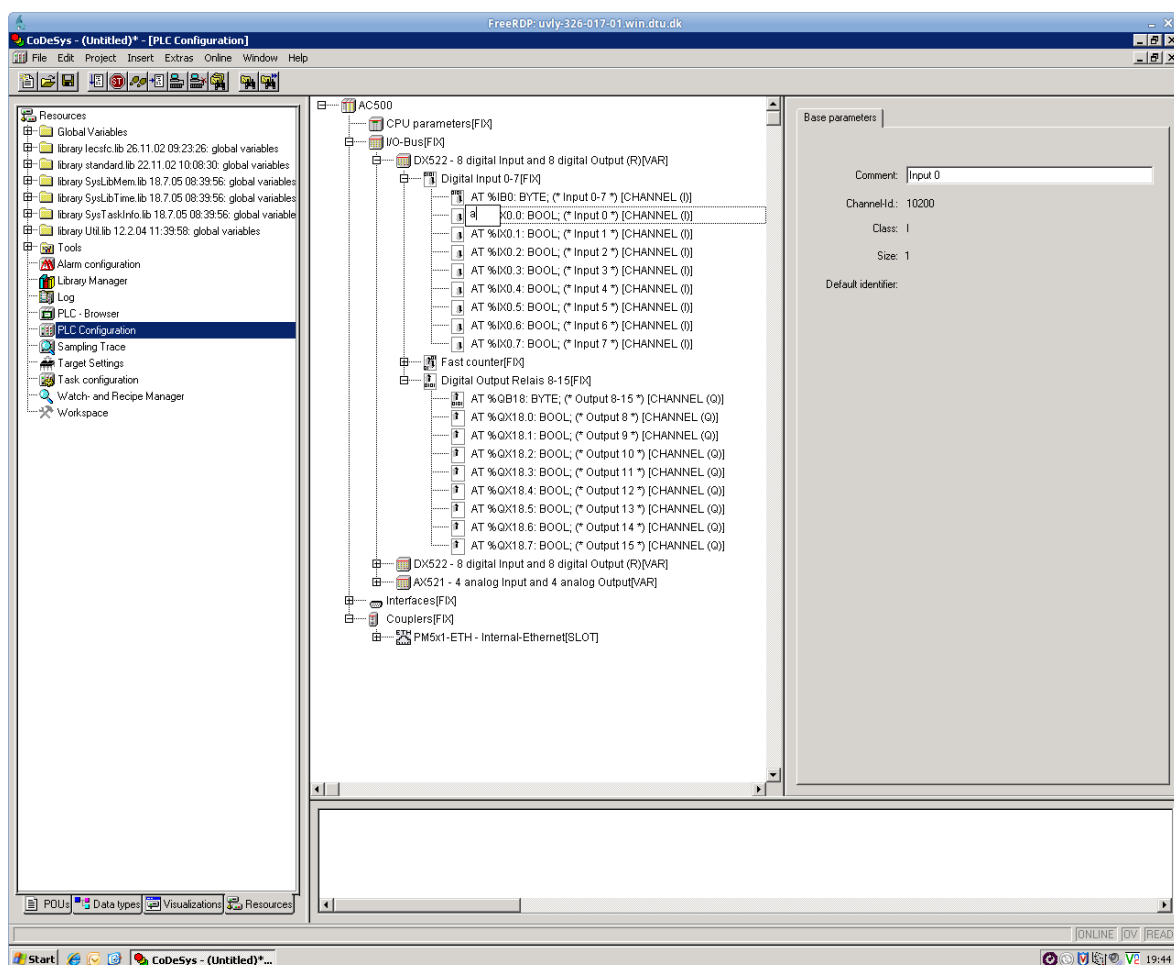 FreeRDP: uvly-326-017-01.win.dtu.dk
CoDeSys - (Untitled)* - [PLC Configuration]
File Edit Project Insert Extras Online Window Help
Resources
Global Variables
library Iecsfc.lib 26.11.02 09:23:26: global variables
library standard.lib 22.11.02 10:08:30: global variables
library SysLibMem.lib 18.7.05 08:39:56: global variables
library SysLibTime.lib 18.7.05 08:39:56: global variables
library SysTaskInfo.lib 18.7.05 08:39:56: global variable
library Util.lib 12.2.04 11:39:58: global variables
Tools
Alarm configuration
Library Manager
Log
PLC - Browser
PLC Configuration
Sampling Trace
Target Settings
Task configuration
Watch- and Recipe Manager
Workspace
POUs Data types Visualizations Resources
AC500
CPU parameters[FIX]
I/O-Bus[FIX]
DX522 - 8 digital Input and 8 digital Output (R)[VAR]
Digital Input 0-7[FIX]
AT %IB0: BYTE; (* Input 0-7 *) [CHANNEL (I)]
a X0.0: BOOL; (* Input 0 *) [CHANNEL (I)]
AT %IX0.1: BOOL; (* Input 1 *) [CHANNEL (I)]
AT %IX0.2: BOOL; (* Input 2 *) [CHANNEL (I)]
AT %IX0.3: BOOL; (* Input 3 *) [CHANNEL (I)]
AT %IX0.4: BOOL; (* Input 4 *) [CHANNEL (I)]
AT %IX0.5: BOOL; (* Input 5 *) [CHANNEL (I)]
AT %IX0.6: BOOL; (* Input 6 *) [CHANNEL (I)]
AT %IX0.7: BOOL; (* Input 7 *) [CHANNEL (I)]
Fast counter[FIX]
Digital Output Relais 8-15[FIX]
AT %QB18: BYTE; (* Output 8-15 *) [CHANNEL (Q)]
AT %QX18.0: BOOL; (* Output 8 *) [CHANNEL (Q)]
AT %QX18.1: BOOL; (* Output 9 *) [CHANNEL (Q)]
AT %QX18.2: BOOL; (* Output 10 *) [CHANNEL (Q)]
AT %QX18.3: BOOL; (* Output 11 *) [CHANNEL (Q)]
AT %QX18.4: BOOL; (* Output 12 *) [CHANNEL (Q)]
AT %QX18.5: BOOL; (* Output 13 *) [CHANNEL (Q)]
AT %QX18.6: BOOL; (* Output 14 *) [CHANNEL (Q)]
AT %QX18.7: BOOL; (* Output 15 *) [CHANNEL (Q)]
DX522 - 8 digital Input and 8 digital Output (R)[VAR]
AX521 - 4 analog Input and 4 analog Output[VAR]
Interfaces[FIX]
Couplers[FIX]
PM5x1-ETH - Internal-Ethernet[SLOT]
Base parameters
Comment: Input 0
Channel-Id.: 10200
Class: I
Size: 1
Default identifier:
ONLINE OV READ
Start CoDeSys - (Untitled)*... 19:44